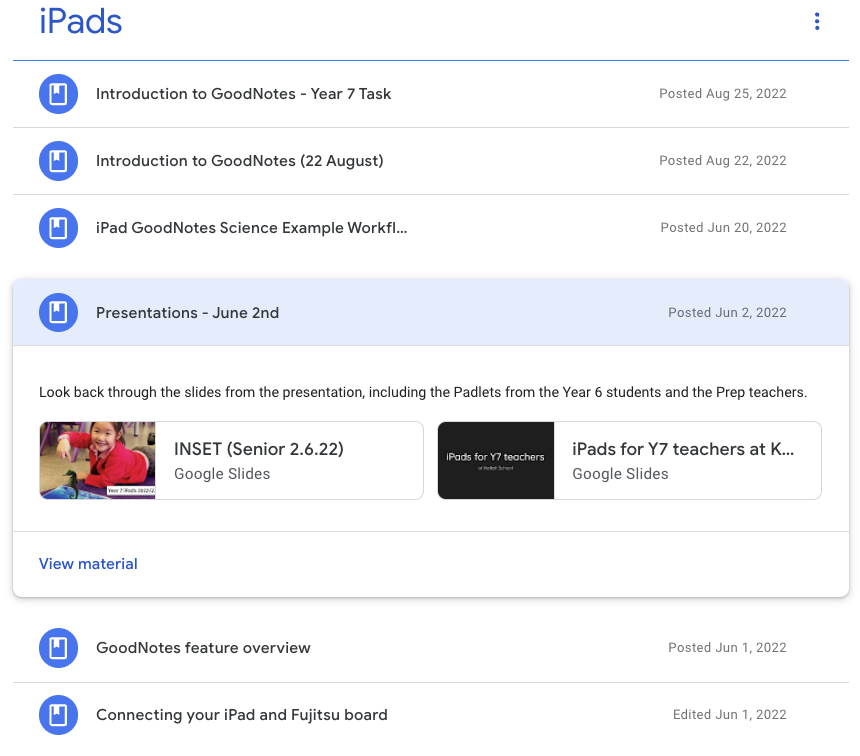 iPads
Introduction to GoodNotes - Year 7 Task
Posted Aug 25, 2022
Introduction to GoodNotes (22 August)
Posted Aug 22, 2022
iPad GoodNotes Science Example Workfl...
Posted Jun 20, 2022
Presentations - June 2nd
Posted Jun 2, 2022
Look back through the slides from the presentation, including the Padlets from the Year 6 students and the Prep teachers.
Year 7 iPads 2022/2
INSET (Senior 2.6.22)
Google Slides
iPads for Y7 teachers
iPads for Y7 teachers at K...
Google Slides
View material
GoodNotes feature overview
Posted Jun 1, 2022
Connecting your iPad and Fujitsu board
Edited Jun 1, 2022